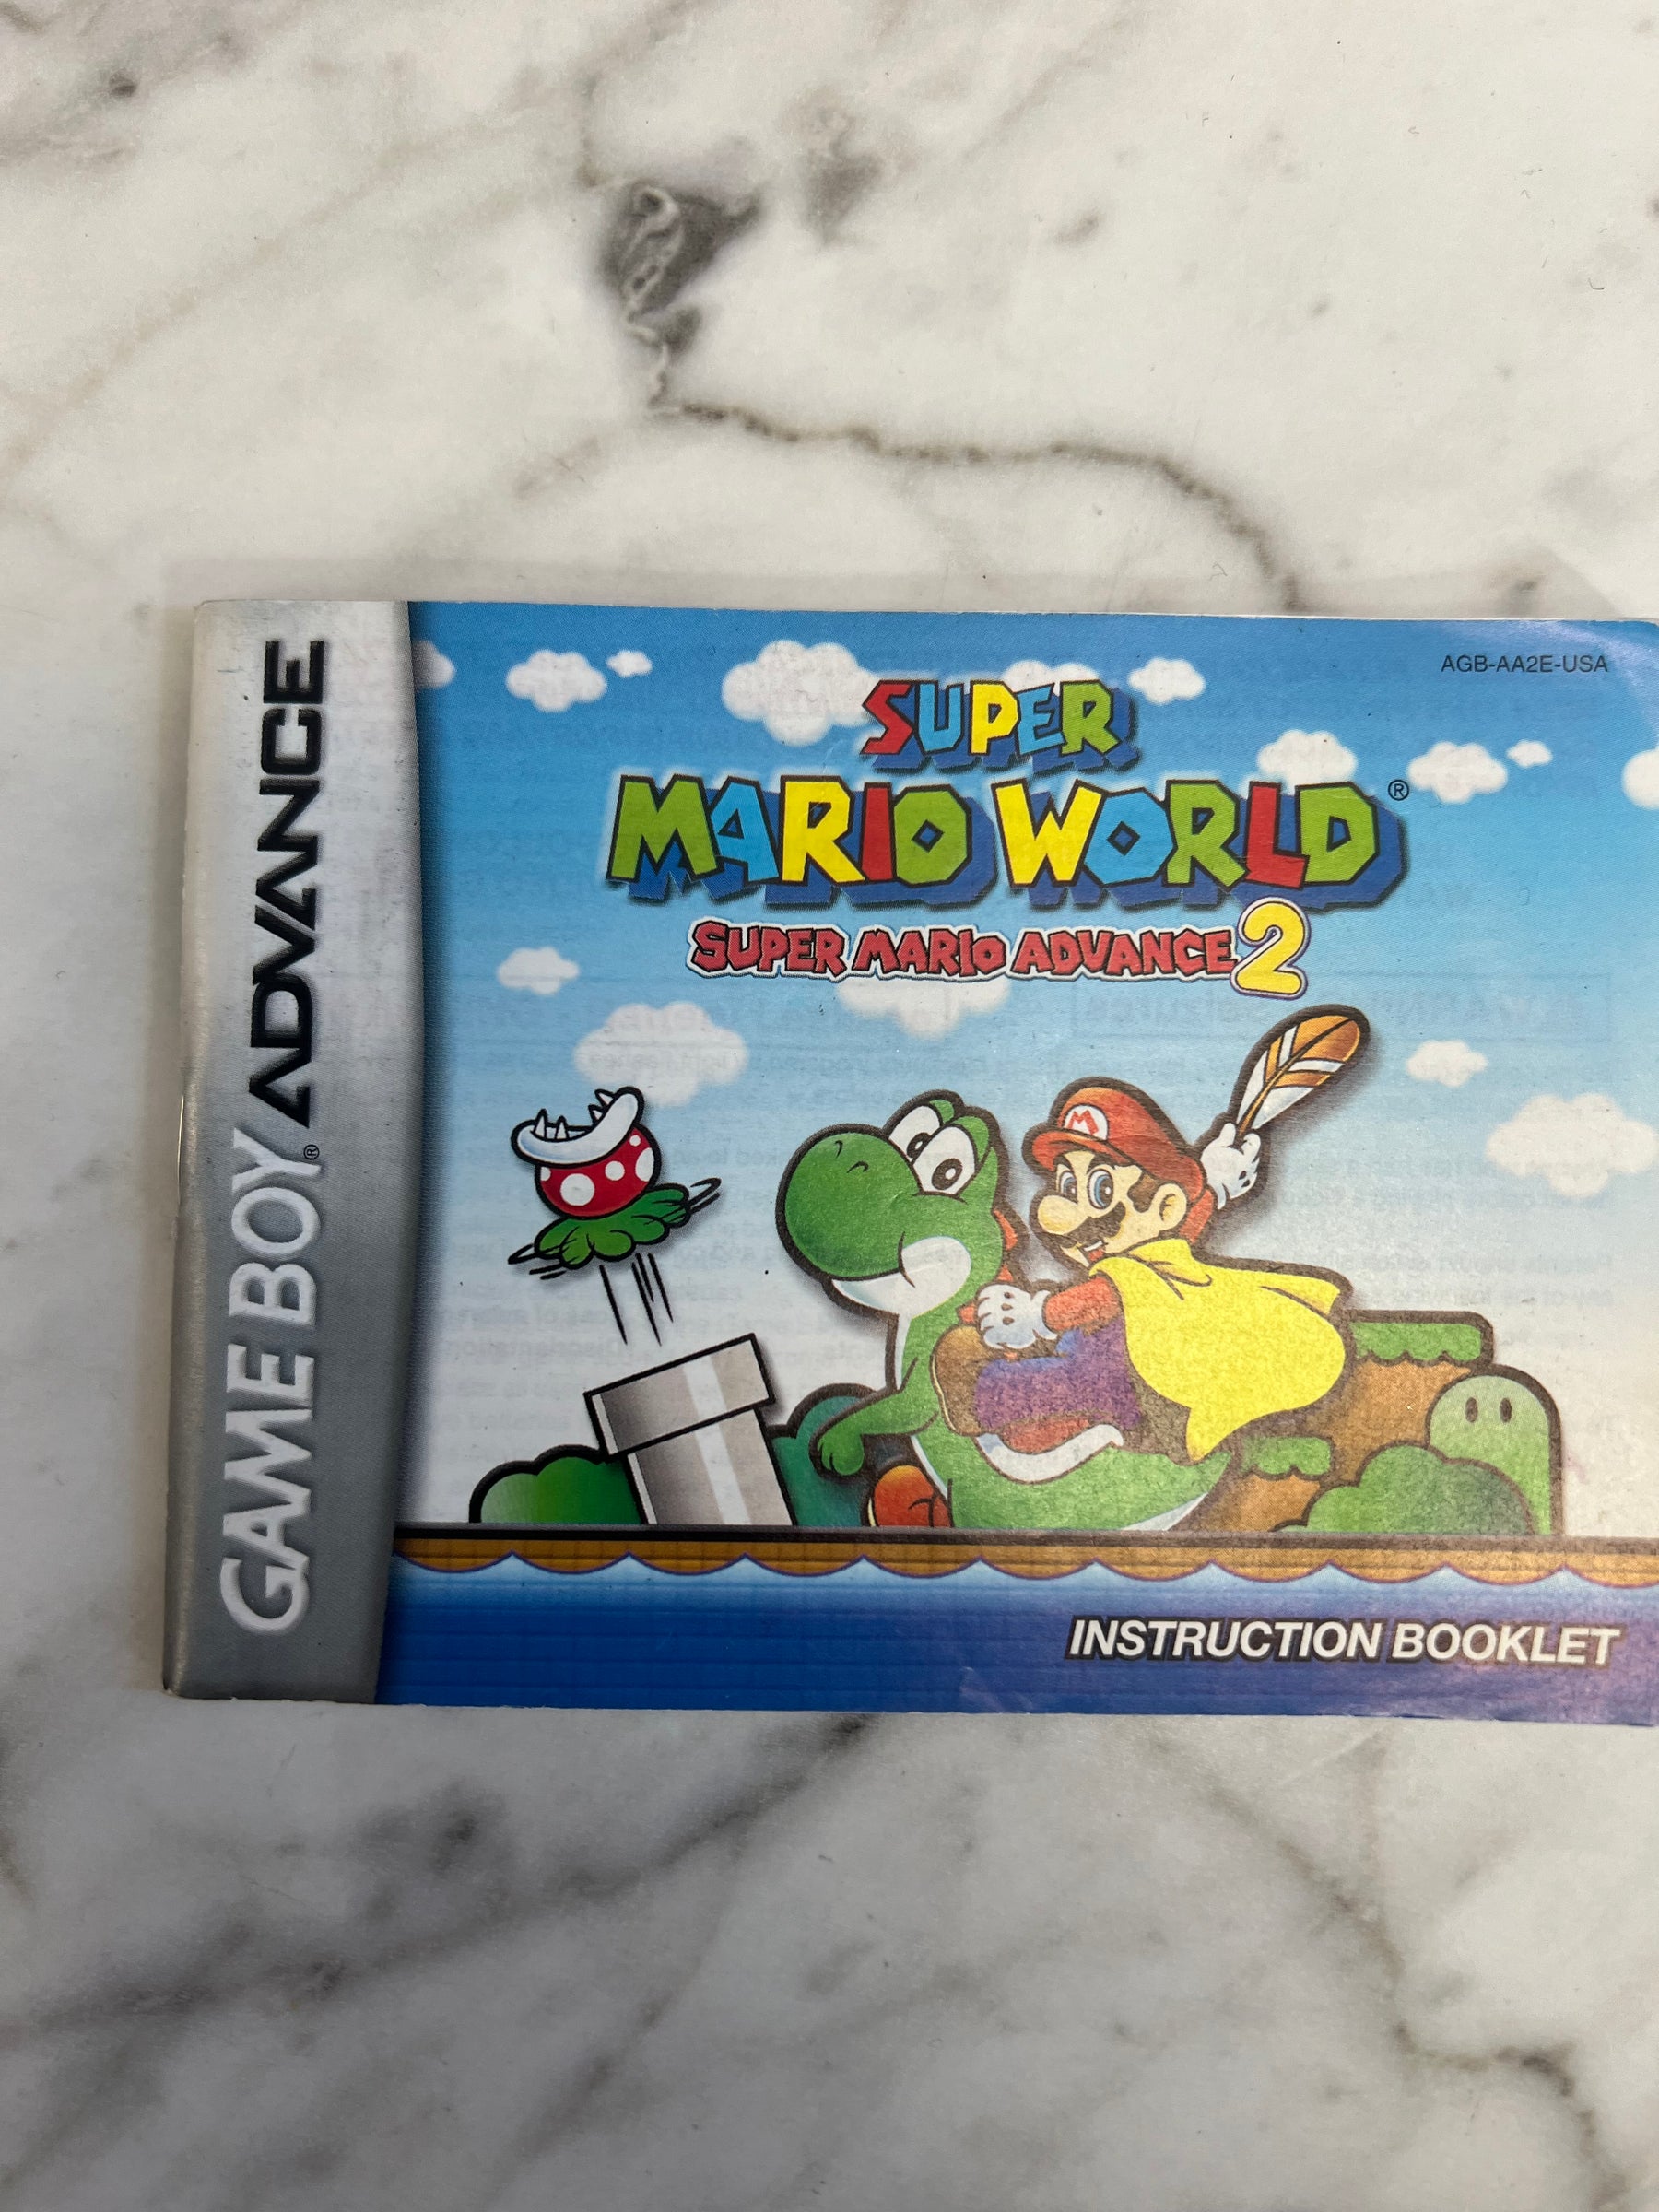 GAME BOY® ADVANCE
AGB-AA2E-USA
SUPER
MARIO WORLD®
SUPER MARIO ADVANCE 2
M
INSTRUCTION BOOKLET